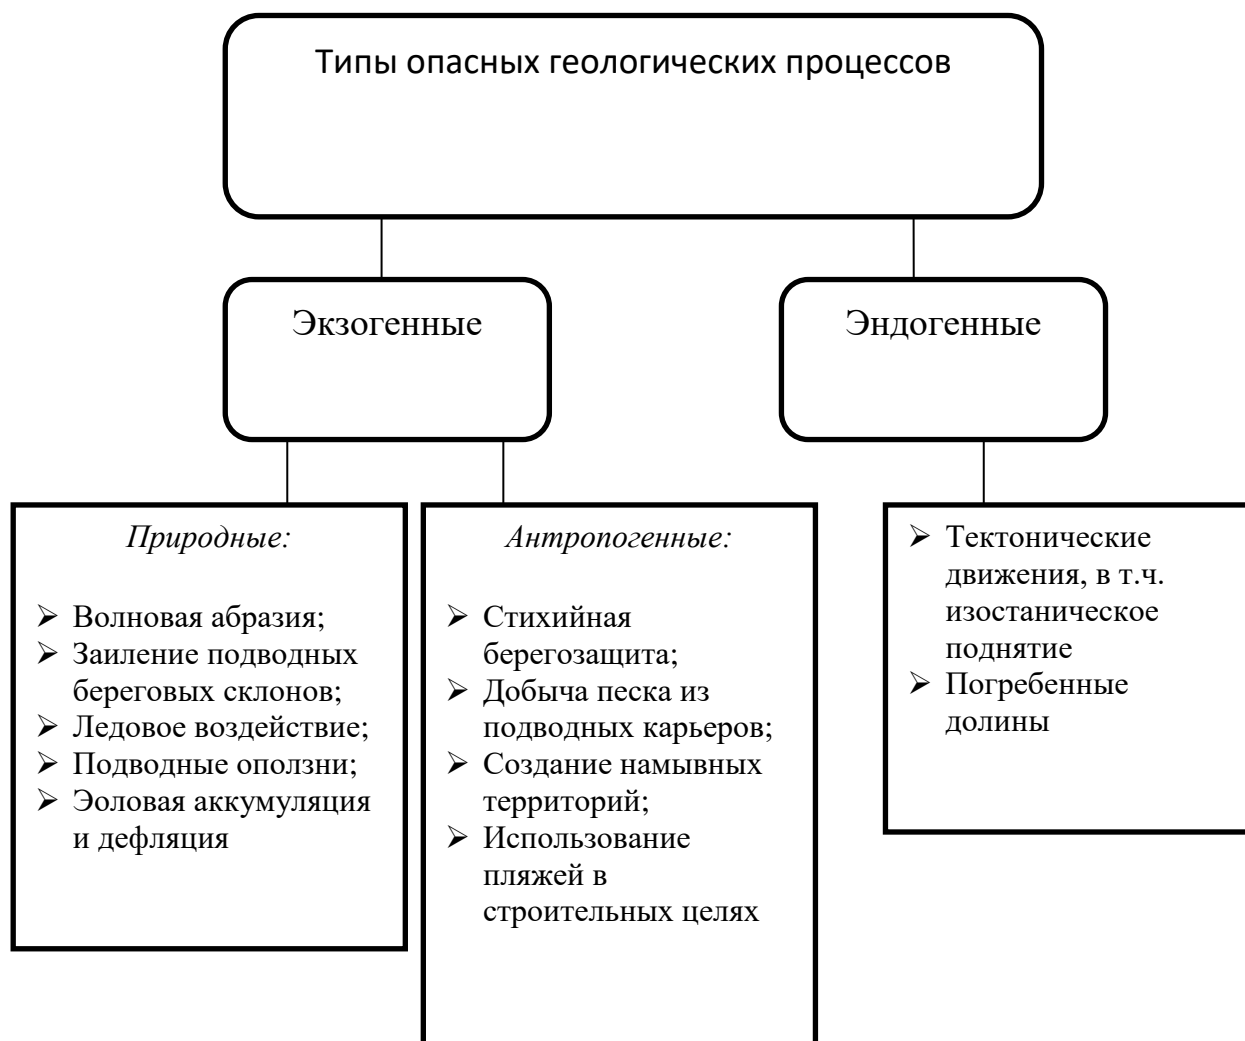 Типы опасных геологических процессов
Экзогенные
Эндогенные
Природные:
➢ Волновая абразия;
➢ Заиление подводных
береговых склонов;
➢ Ледовое воздействие;
➢ Подводные оползни;
➢ Эоловая аккумуляция
и дефляция
Антропогенные:
➢ Стихийная
берегозащита;
➢ Добыча песка из
подводных карьеров;
➢ Создание намывных
территорий;
➢ Использование
пляжей в
строительных целях
➢ Тектонические
движения, в т.ч.
изостаническое
поднятие
➢ Погребенные
долины